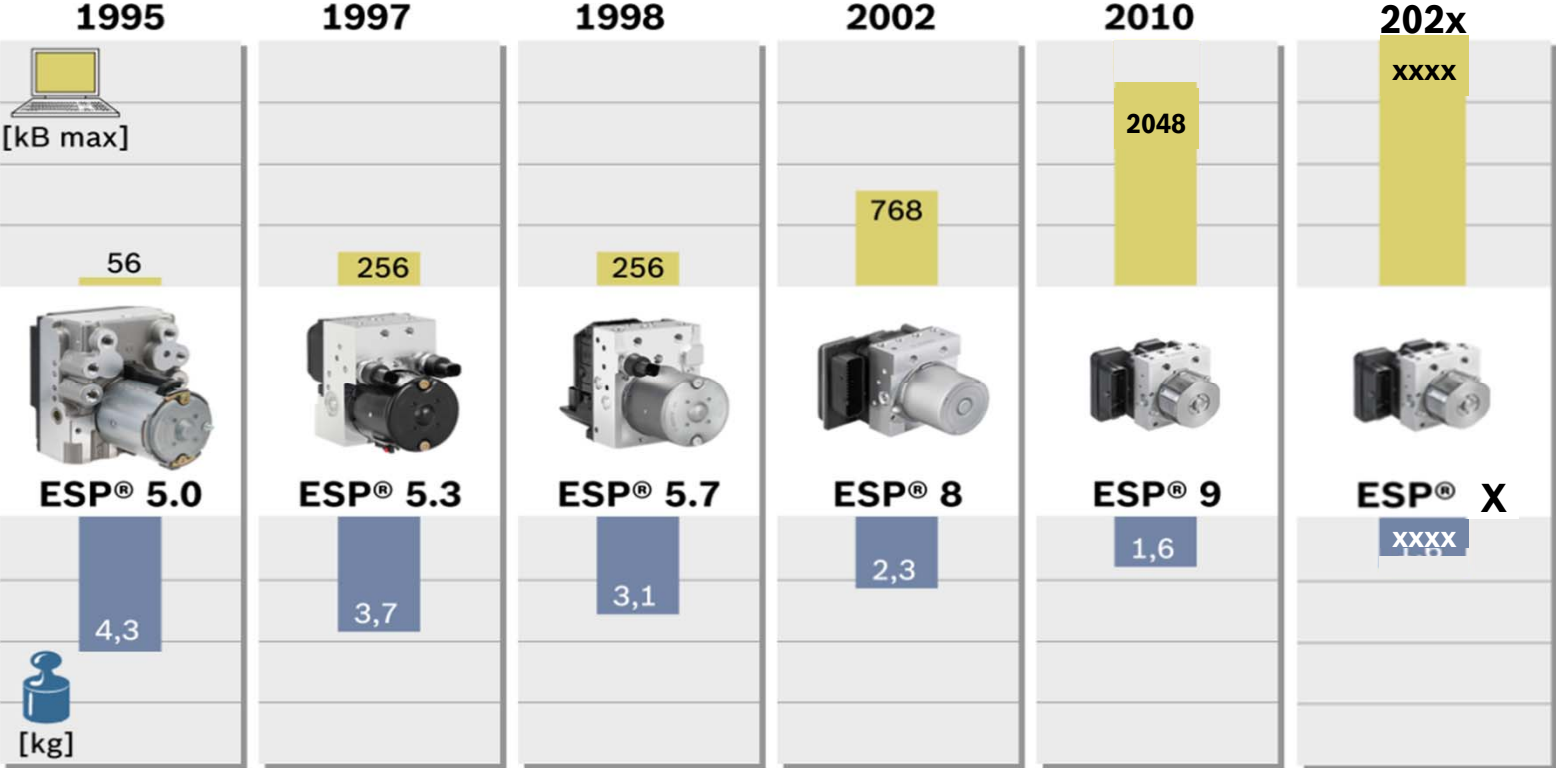 1995 1997 1998 2002 2010 202x
xxxx
[kB max]
2048
768
56 256 256
ESP® 5.0 ESP® 5.3 ESP® 5.7 ESP® 8 ESP® 9 ESP® X
4,3 3,7 3,1 2,3 1,6 xxxx
[kg]